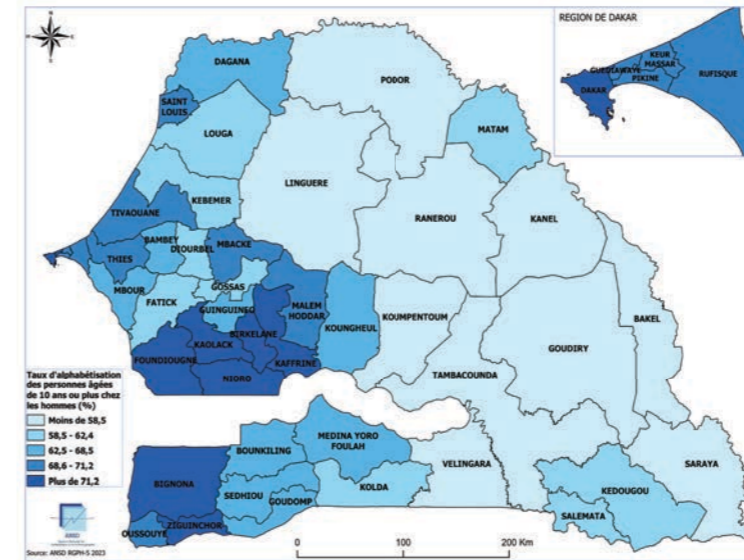 REGION DE DAKAR
KEUR
MASSAR
GUEDIAWAYE
PIKINE
RUFISQUE
DAKAR
DAGANA
PODOR
SAINT
LOUIS
MATAM
LOUGA
LINGUERE
KEBEMER
RANEROU
KANEL
TIVAOUANE
BAMBEY
DIOURBEL
MBACKE
THIES
MBOUR
GOSSAS
FATICK
GUINGUINEO
MALEM
HODDAR
KOUNGHEUL
KOUMPENTOUM
BAKEL
GOUDIRY
BIRKELANE
KAOLACK
FOUNDIOUGNE
KAFFRINE
NIORO
TAMBACOUNDA
Taux d'alphabétisation
des personnes âgées
de 10 ans ou plus chez
les hommes (%)
Moins de 58,5
58,5 - 62,4
62,5 - 68,5
68,6 - 71,2
Plus de 71,2
MEDINA YORO
FOULAH
BOUNKILING
VELINGARA
SARAYA
BIGNONA
SEDHIOU
GOUDOMP
KOLDA
KEDOUGOU
SALEMATA
OUSSOUYE
ZIGUINCHOR
ANSD
Source: ANSD RGPH-5 2023
0 100 200 Km